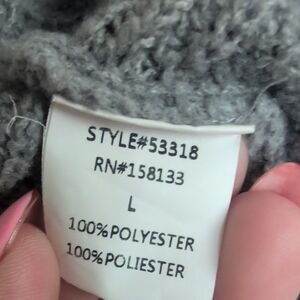 STYLE#53318
RN#158133
L
100%POLYESTER
100%POLIESTER